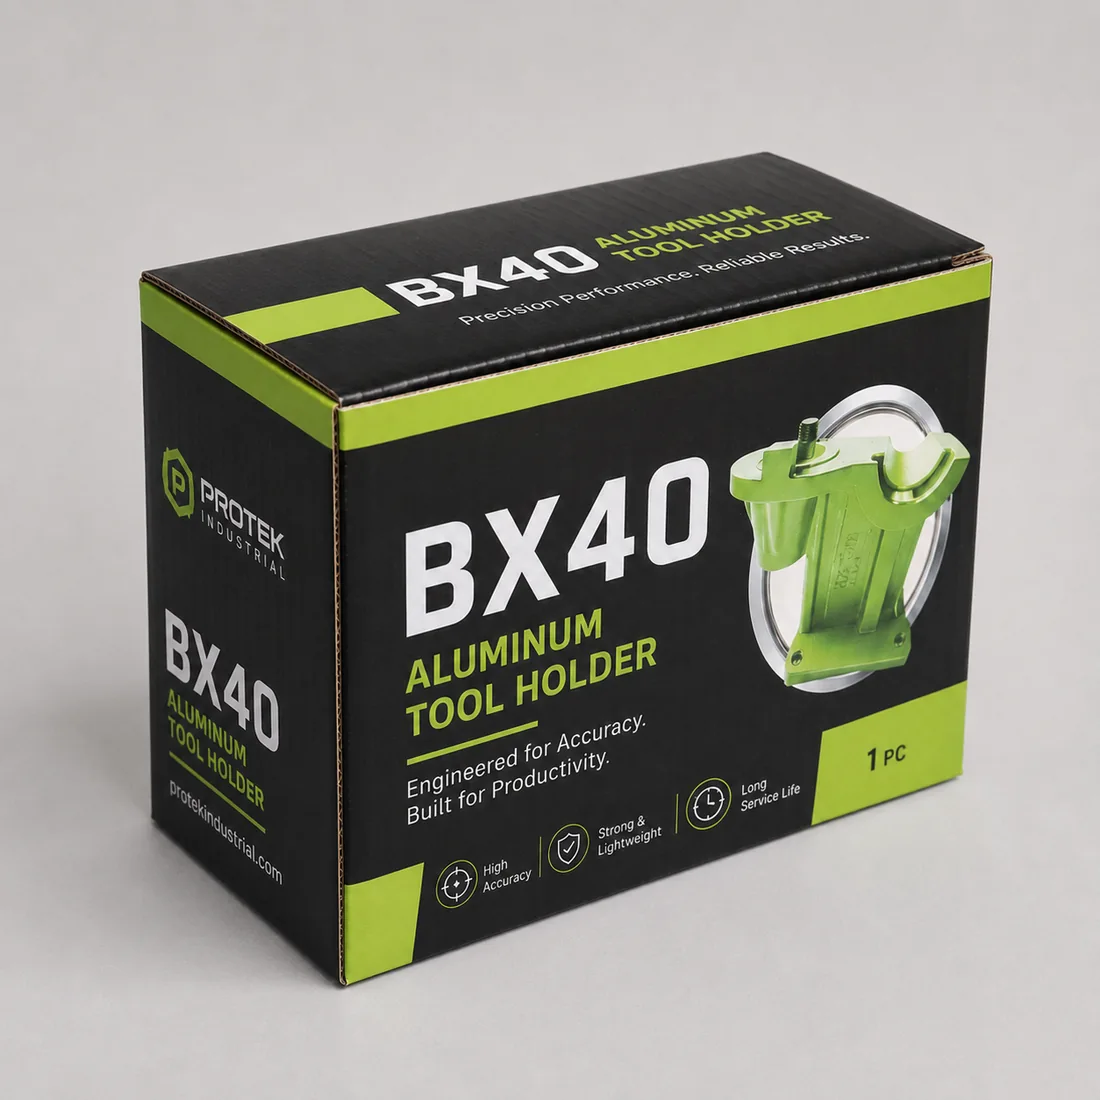 BX40
ALUMINUM
TOOL HOLDER
Precision Performance. Reliable Results.
P
PROTEK
INDUSTRIAL
BX40
ALUMINUM
TOOL HOLDER
protekindustrial.com
BX40
ALUMINUM
TOOL HOLDER
Engineered for Accuracy.
Built for Productivity.
High
Accuracy
Strong &
Lightweight
Long
Service Life
1 PC